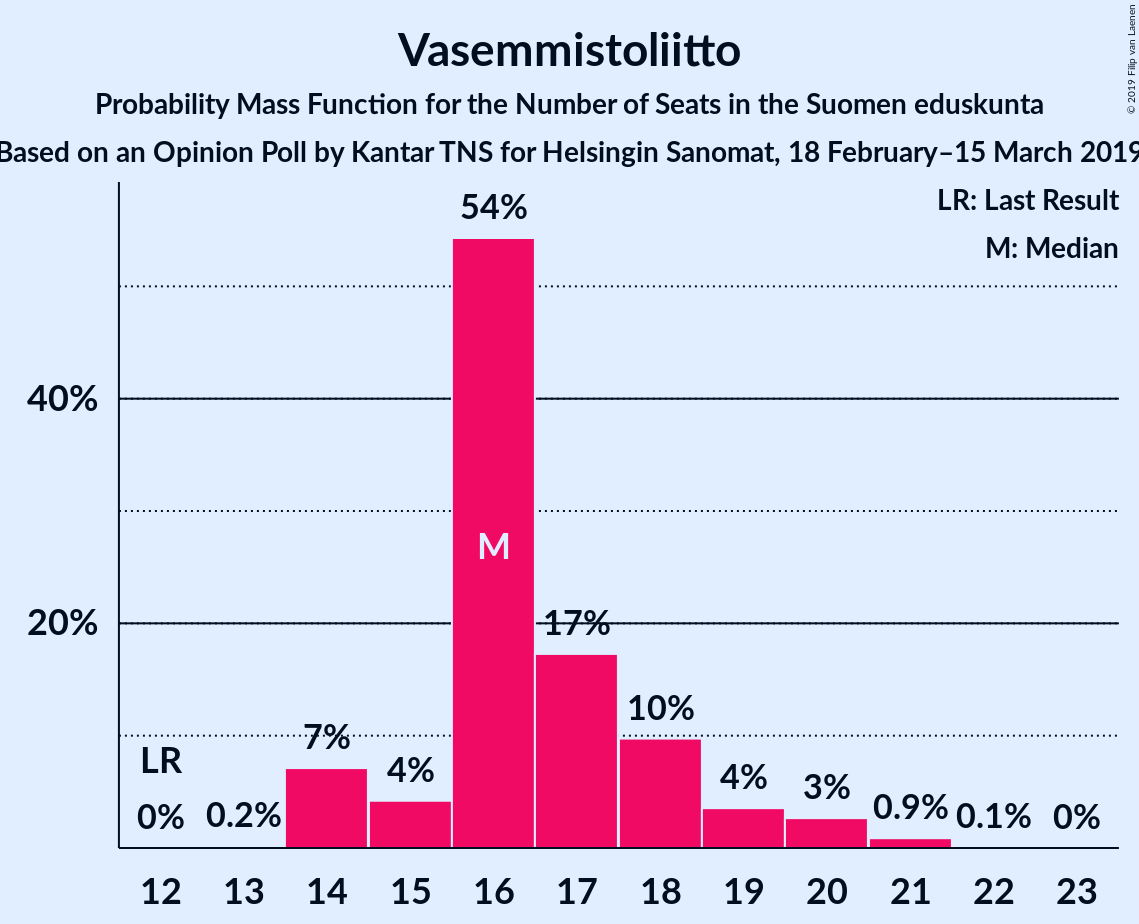 Vasemmistoliitto
Probability Mass Function for the Number of Seats in the Suomen eduskunta
Based on an Opinion Poll by Kantar TNS for Helsingin Sanomat, 18 February–15 March 2019
© 2019 Filip van Laenen
LR: Last Result
M: Median
54%
40%
M
20%
17%
10%
7%
LR
4%
4%
3%
0%
0.2%
0.9%
0.1%
0%
12 13 14 15 16 17 18 19 20 21 22 23